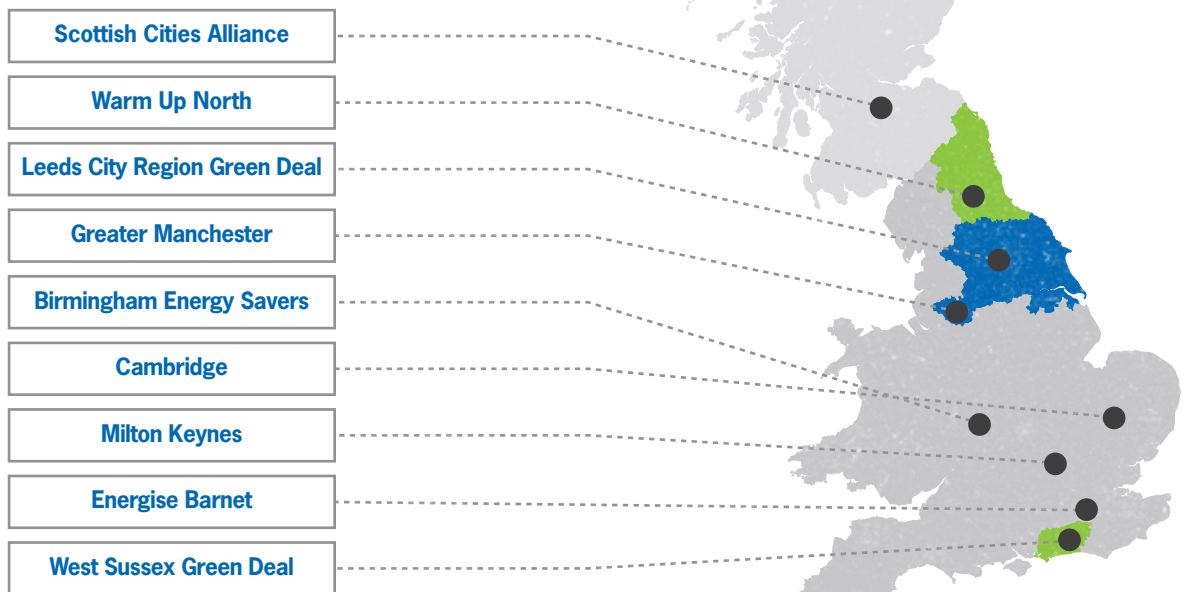 Scottish Cities Alliance
Warm Up North
Leeds City Region Green Deal
Greater Manchester
Birmingham Energy Savers
Cambridge
Milton Keynes
Energise Barnet
West Sussex Green Deal